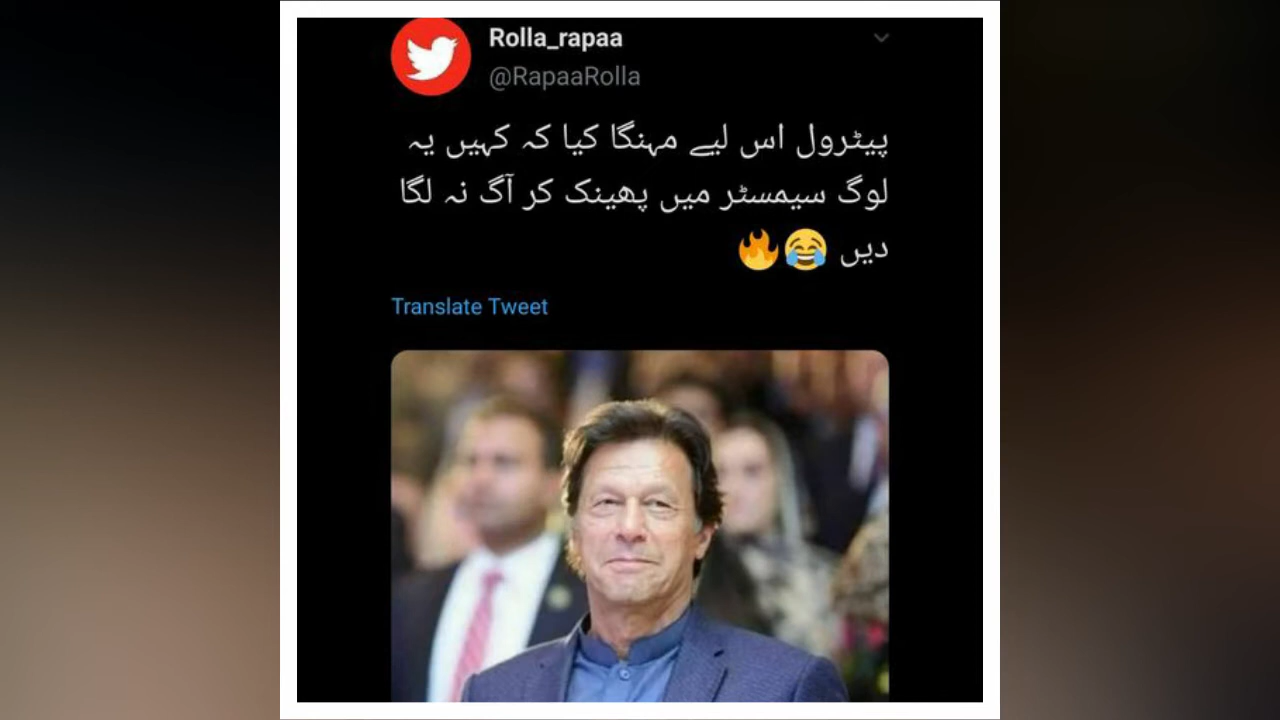 Rolla_rapaa
@RapaaRolla
پیٹرول اس لیے مہنگا کیا کہ کہیں یہ
لوگ سیمسٹر میں پھینک کر آگ نہ لگا
دیں 😂🔥
Translate Tweet